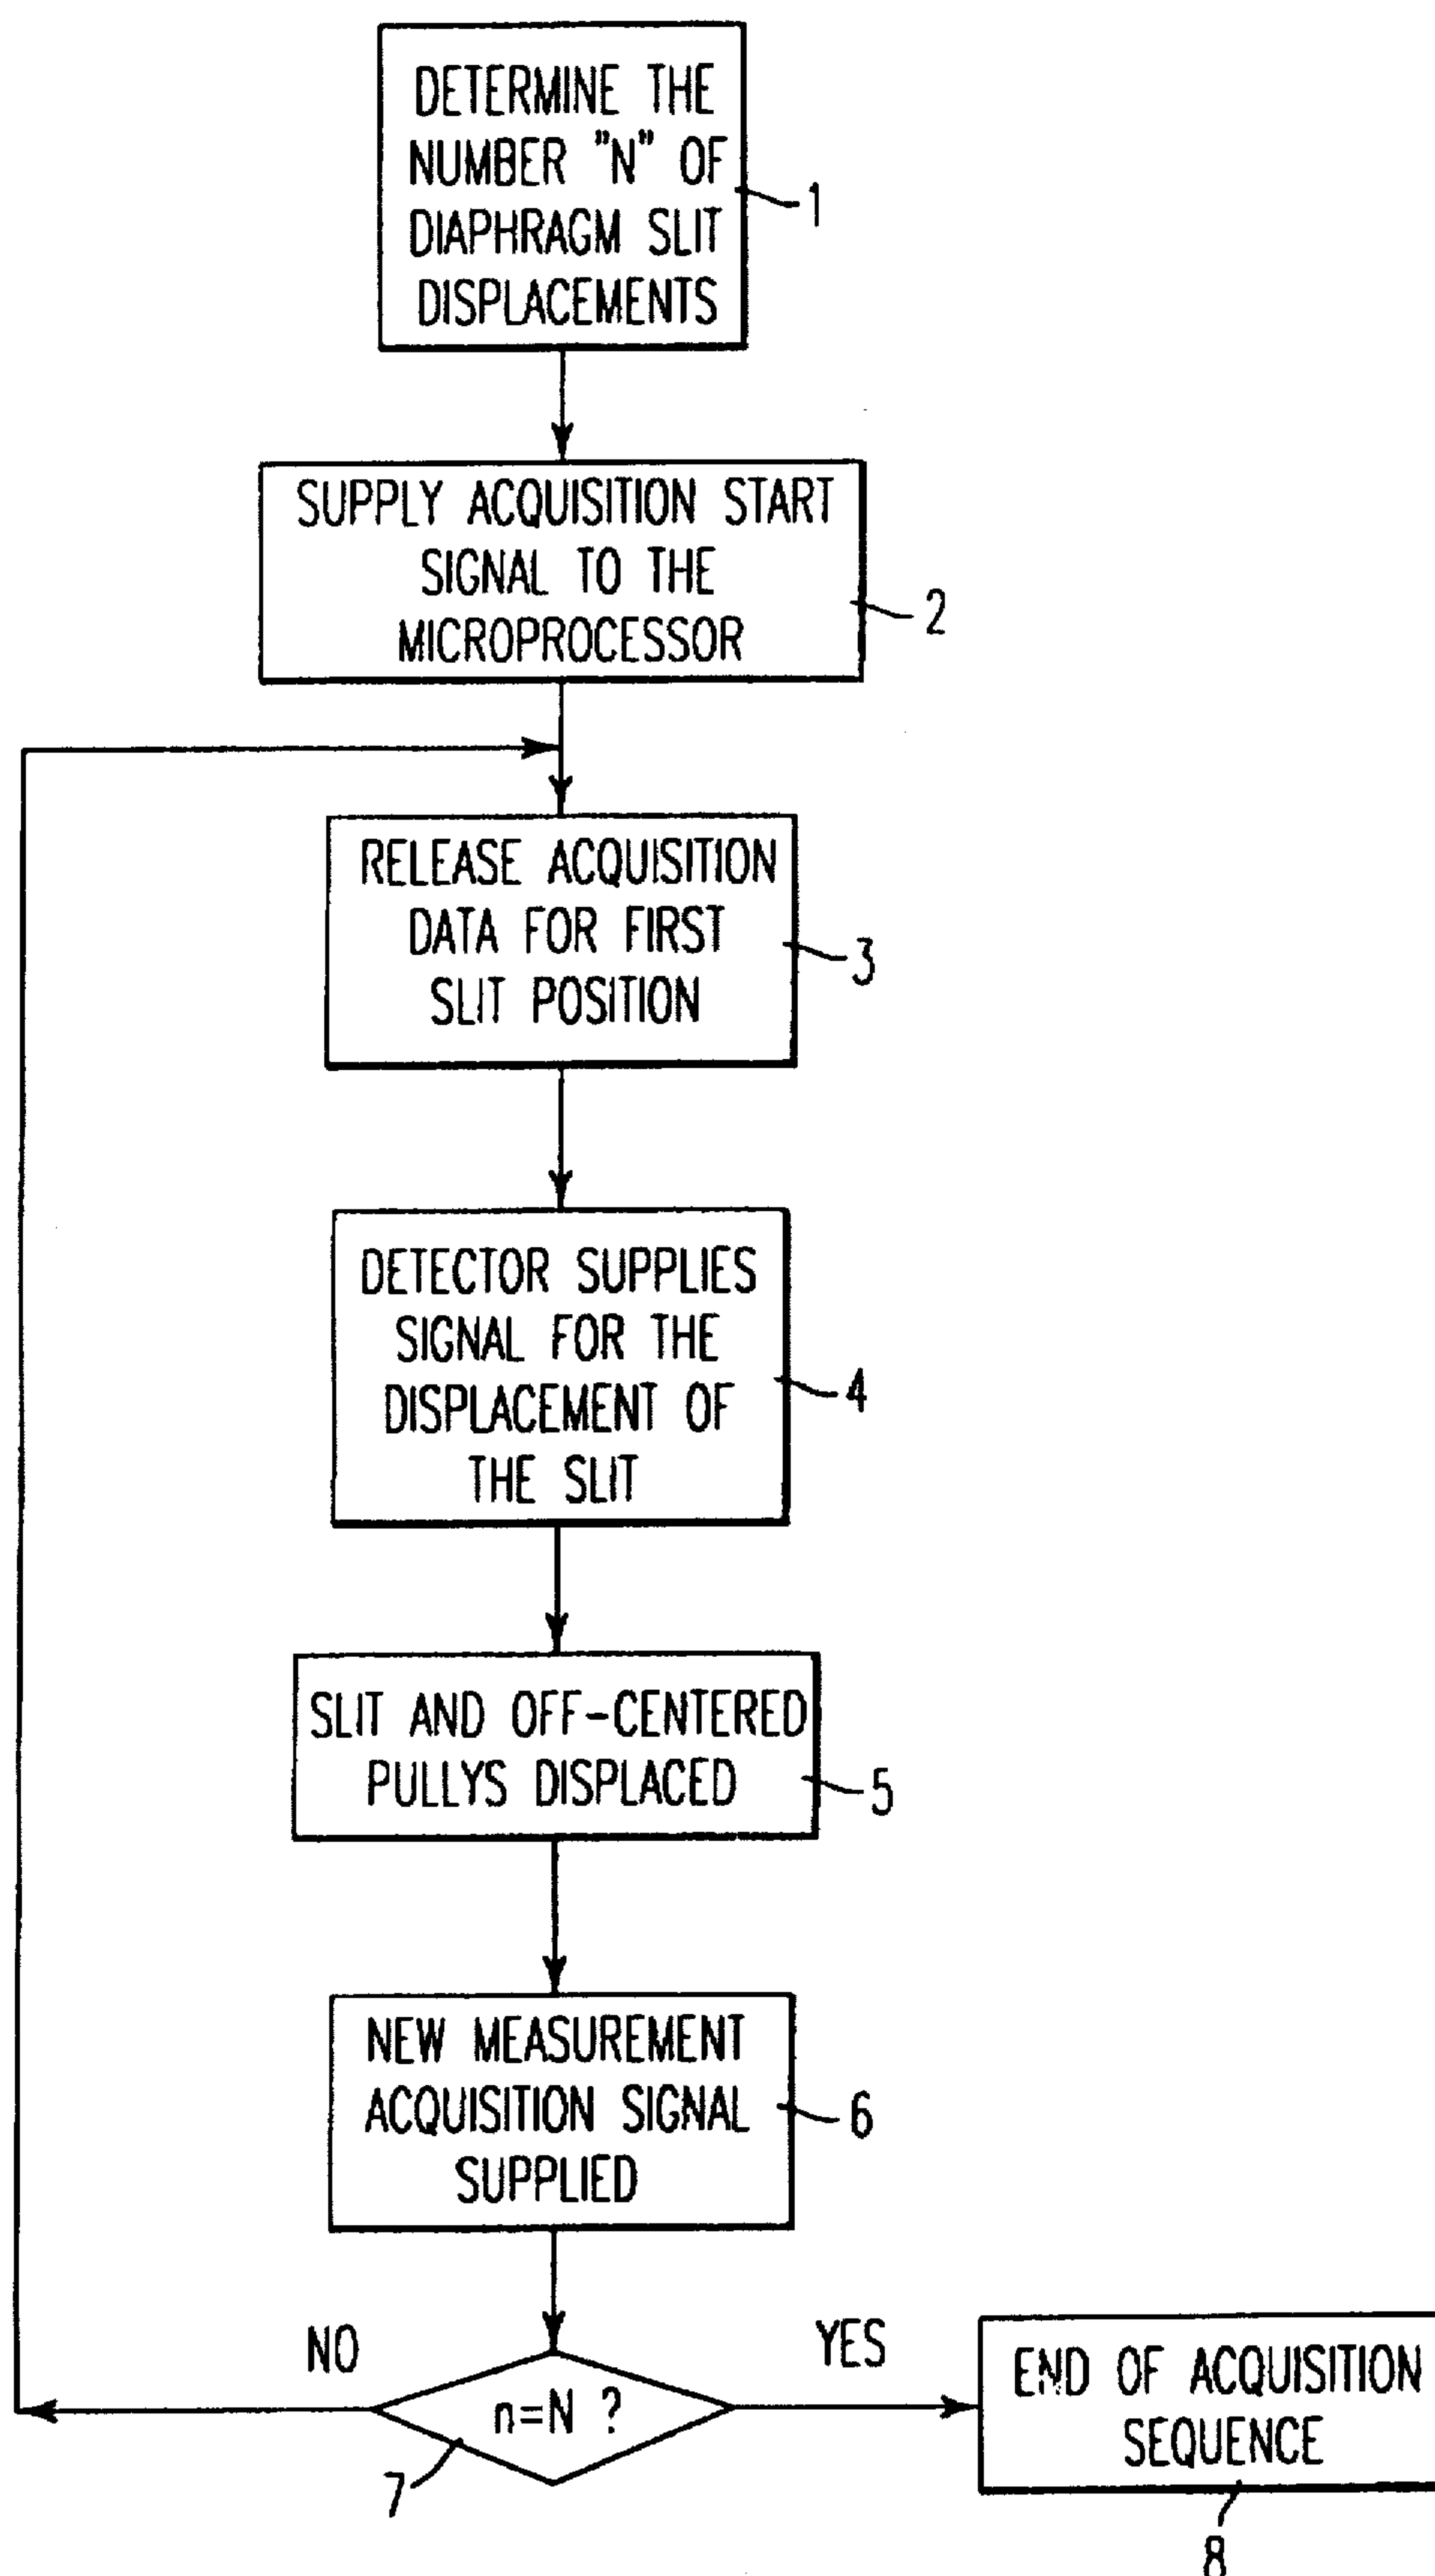 DETERMINE THE
NUMBER "N" OF
DIAPHRAGM SLIT
DISPLACEMENTS
1
SUPPLY ACQUISITION START
SIGNAL TO THE
MICROPROCESSOR
2
RELEASE ACQUISITION
DATA FOR FIRST
SLIT POSITION
3
DETECTOR SUPPLIES
SIGNAL FOR THE
DISPLACEMENT OF
THE SLIT
4
SLIT AND OFF-CENTERED
PULLYS DISPLACED
5
NEW MEASUREMENT
ACQUISITION SIGNAL
SUPPLIED
6
NO
YES
n=N ?
7
END OF ACQUISITION
SEQUENCE
8